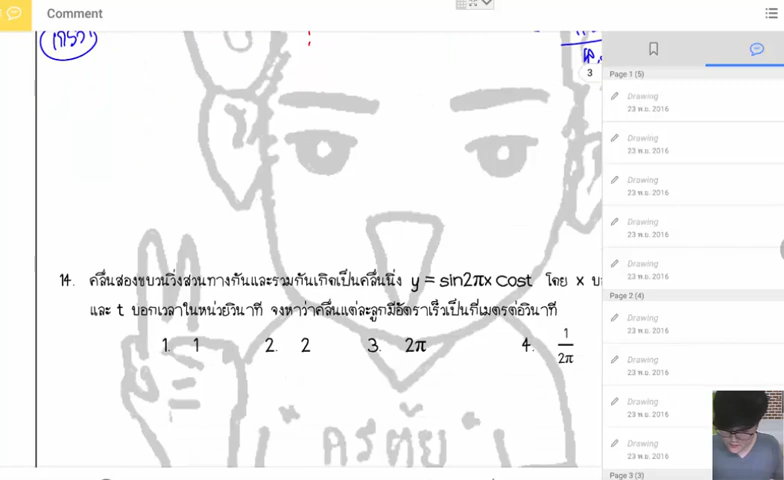 Comment
3
Page 1 (5)
Drawing
23 พ.ย. 2016
Drawing
23 พ.ย. 2016
Drawing
23 พ.ย. 2016
Drawing
23 พ.ย. 2016
Drawing
23 พ.ย. 2016
Page 2 (4)
Drawing
23 พ.ย. 2016
Drawing
23 พ.ย. 2016
Drawing
23 พ.ย. 2016
Drawing
23 พ.ย. 2016
Page 3 (3)
14. คลื่นสองขบวนวิ่งสวนทางกันและรวมกันเกิดเป็นคลื่นนิ่ง y = sin2πx cost โดย x
และ t บอกเวลาในหน่วยวินาที จงหาว่าคลื่นแต่ละลูกมีอัตราเร็วเป็นกี่เมตรต่อวินาที
1. 1 2. 2 3. 2π 4. 1/2π
"ครูตุ้ย"